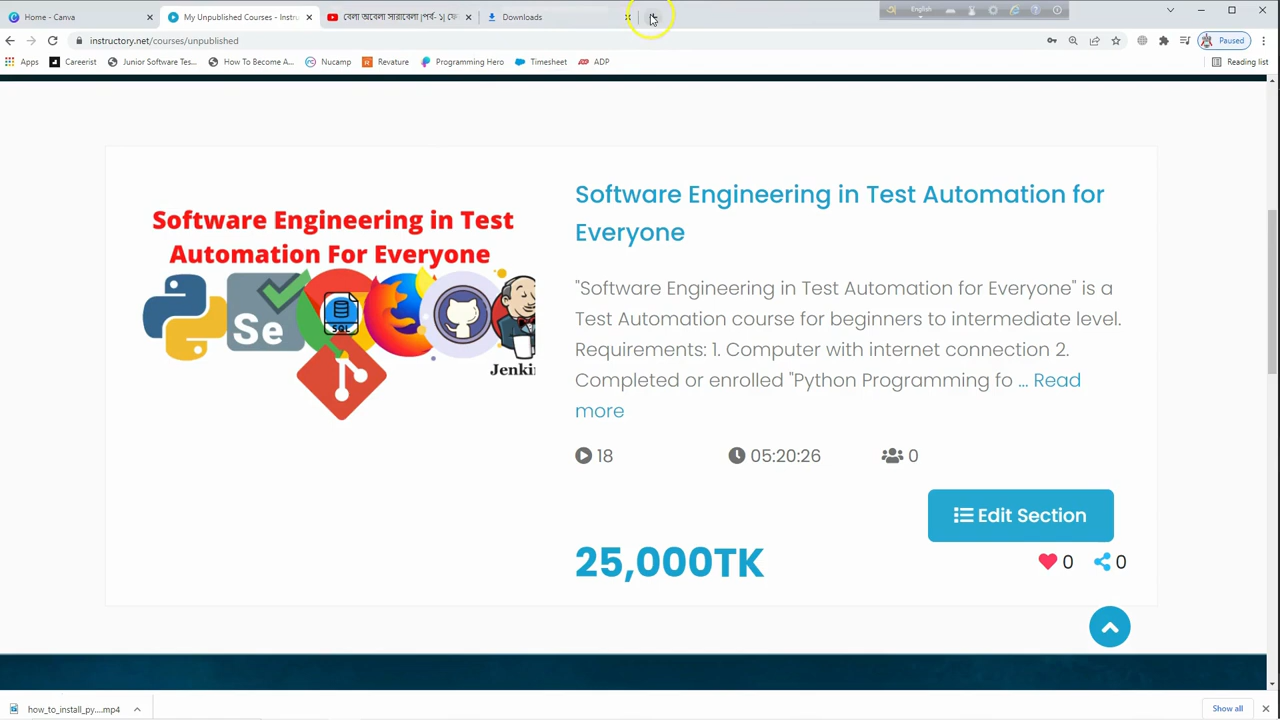 Home - Canva
My Unpublished Courses - Instru
বেলা অবেলা সারাবেলা |পর্ব- ১| ফে
Downloads
English
instructory.net/courses/unpublished
Paused
Apps
Careerist
Junior Software Tes...
How To Become A...
Nucamp
Revature
Programming Hero
Timesheet
ADP
Reading list
Software Engineering in Test
Automation For Everyone
Se
SQL
Jenki
Software Engineering in Test Automation for
Everyone
"Software Engineering in Test Automation for Everyone" is a
Test Automation course for beginners to intermediate level.
Requirements: 1. Computer with internet connection 2.
Completed or enrolled "Python Programming fo ... Read
more
18
05:20:26
0
Edit Section
25,000TK
0
0
how_to_install_py....mp4
Show all